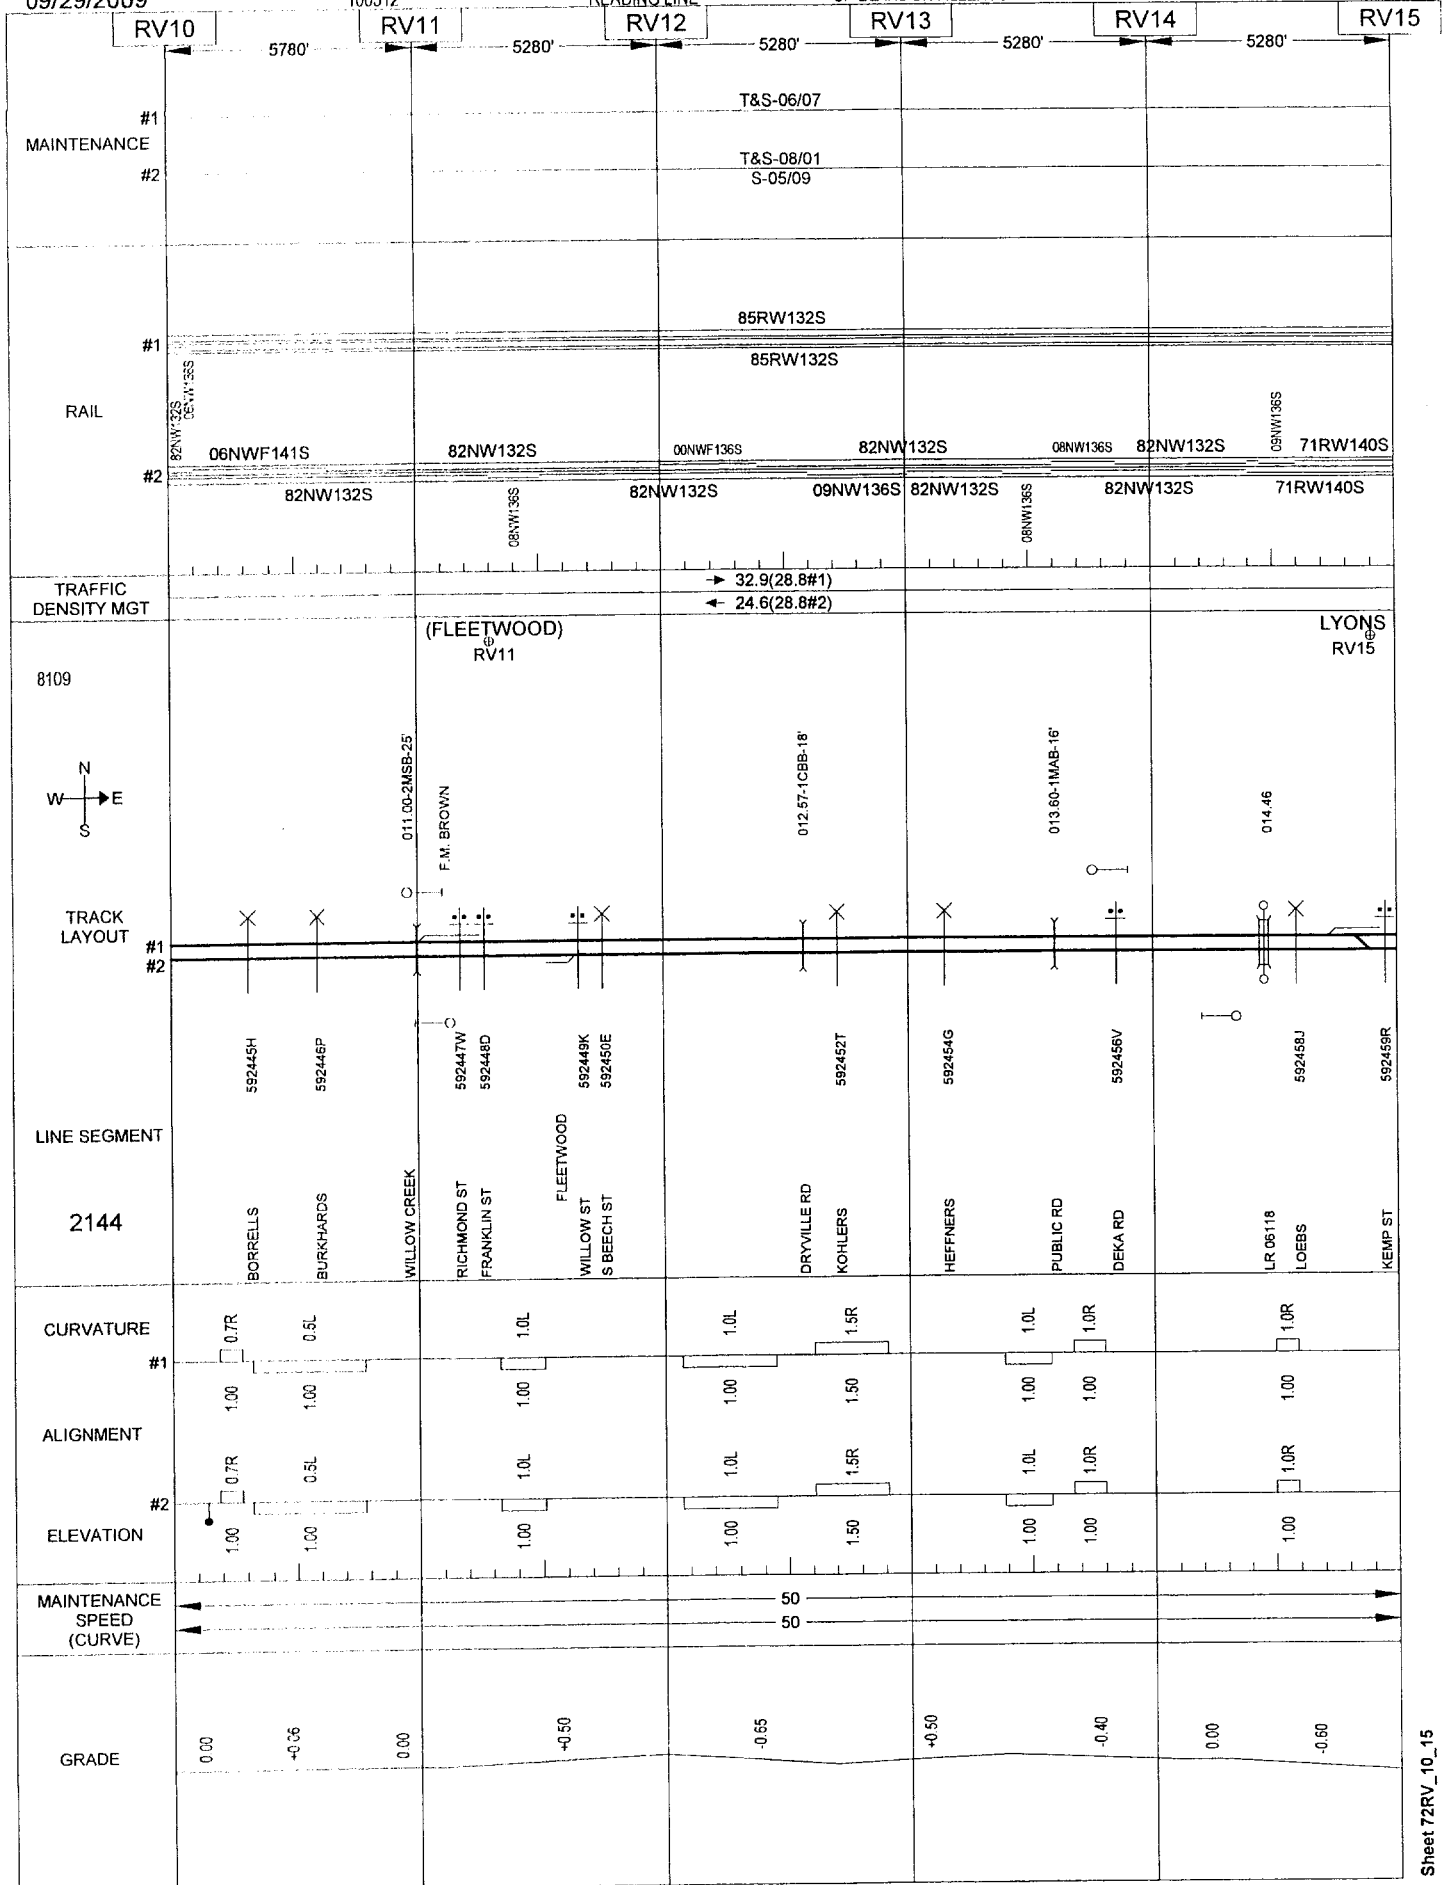 09/29/2009
100512
READING LINE
RV10
RV11
RV12
RV13
RV14
RV15
5780'
5280'
5280'
5280'
5280'
MAINTENANCE
#1
T&S-06/07
#2
T&S-08/01
S-05/09
RAIL
#1
85RW132S
85RW132S
82NW132S
06NW136S
09NW136S
06NWF141S
82NW132S
00NWF136S
82NW132S
08NW136S
82NW132S
71RW140S
#2
82NW132S
08NW136S
82NW132S
09NW136S
82NW132S
08NW136S
82NW132S
71RW140S
TRAFFIC
DENSITY MGT
32.9(28.8#1)
24.6(28.8#2)
(FLEETWOOD)
RV11
LYONS
RV15
8109
N
W E
S
011.00-2MSB-25'
F.M. BROWN
012.57-1CBB-18'
013.60-1MAB-16'
014.46
TRACK
LAYOUT
#1
#2
592445H
592446P
592447W
592448D
592449K
592450E
592452T
592454G
592456V
592458J
592459R
LINE SEGMENT
2144
BORRELLS
BURKHARDS
WILLOW CREEK
RICHMOND ST
FRANKLIN ST
FLEETWOOD
WILLOW ST
S BEECH ST
DRYVILLE RD
KOHLERS
HEFFNERS
PUBLIC RD
DEKA RD
LR 06118
LOEBS
KEMP ST
CURVATURE
#1
0.7R
0.5L
1.0L
1.0L
1.5R
1.0L
1.0R
1.0R
1.00
1.00
1.00
1.00
1.50
1.00
1.00
1.00
ALIGNMENT
#2
0.7R
0.5L
1.0L
1.0L
1.5R
1.0L
1.0R
1.0R
ELEVATION
1.00
1.00
1.00
1.00
1.50
1.00
1.00
1.00
MAINTENANCE
SPEED
(CURVE)
50
50
GRADE
0.00
+0.06
0.00
+0.50
-0.65
+0.50
-0.40
0.00
-0.60
Sheet 72RV_10_15